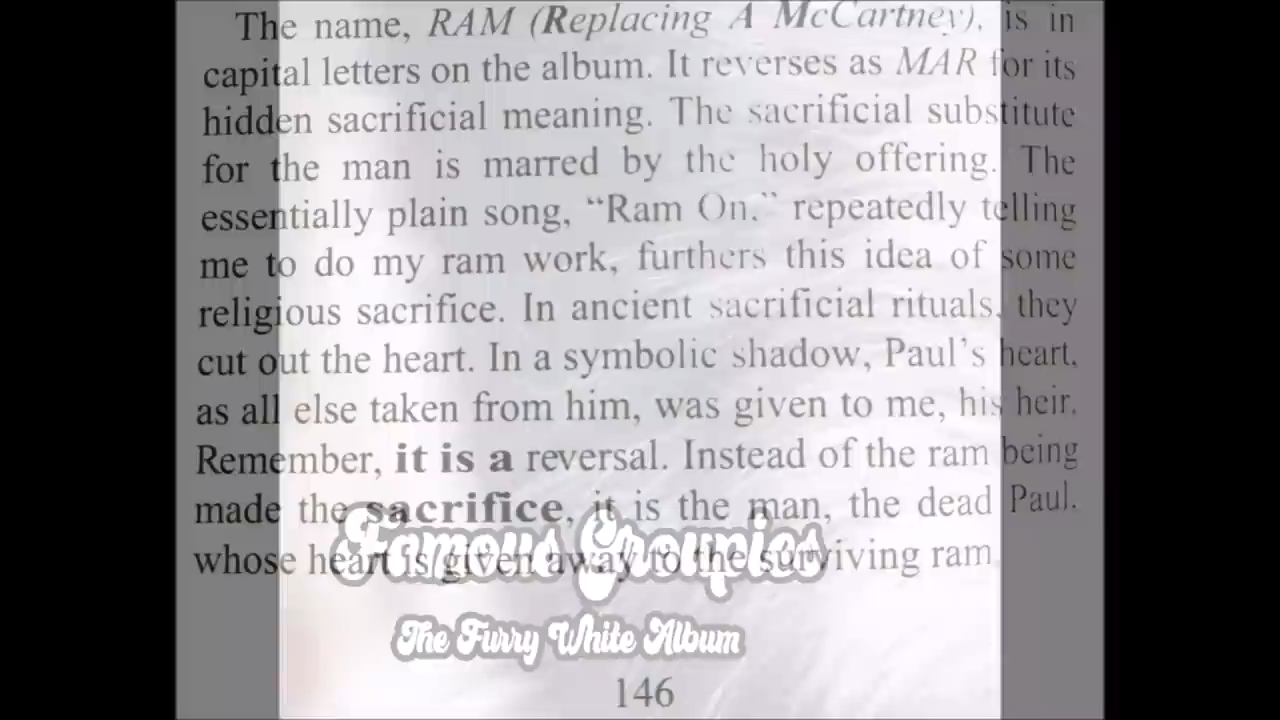 The name, RAM (Replacing A McCartney), is in
capital letters on the album. It reverses as MAR for its
hidden sacrificial meaning. The sacrificial substitute
for the man is marred by the holy offering. The
essentially plain song, “Ram On,” repeatedly telling
me to do my ram work, furthers this idea of some
religious sacrifice. In ancient sacrificial rituals, they
cut out the heart. In a symbolic shadow, Paul’s heart,
as all else taken from him, was given to me, his heir.
Remember, it is a reversal. Instead of the ram being
made the sacrifice, it is the man, the dead Paul,
whose heart is given away to the surviving ram.
Famous Groupies
The Furry White Album
146